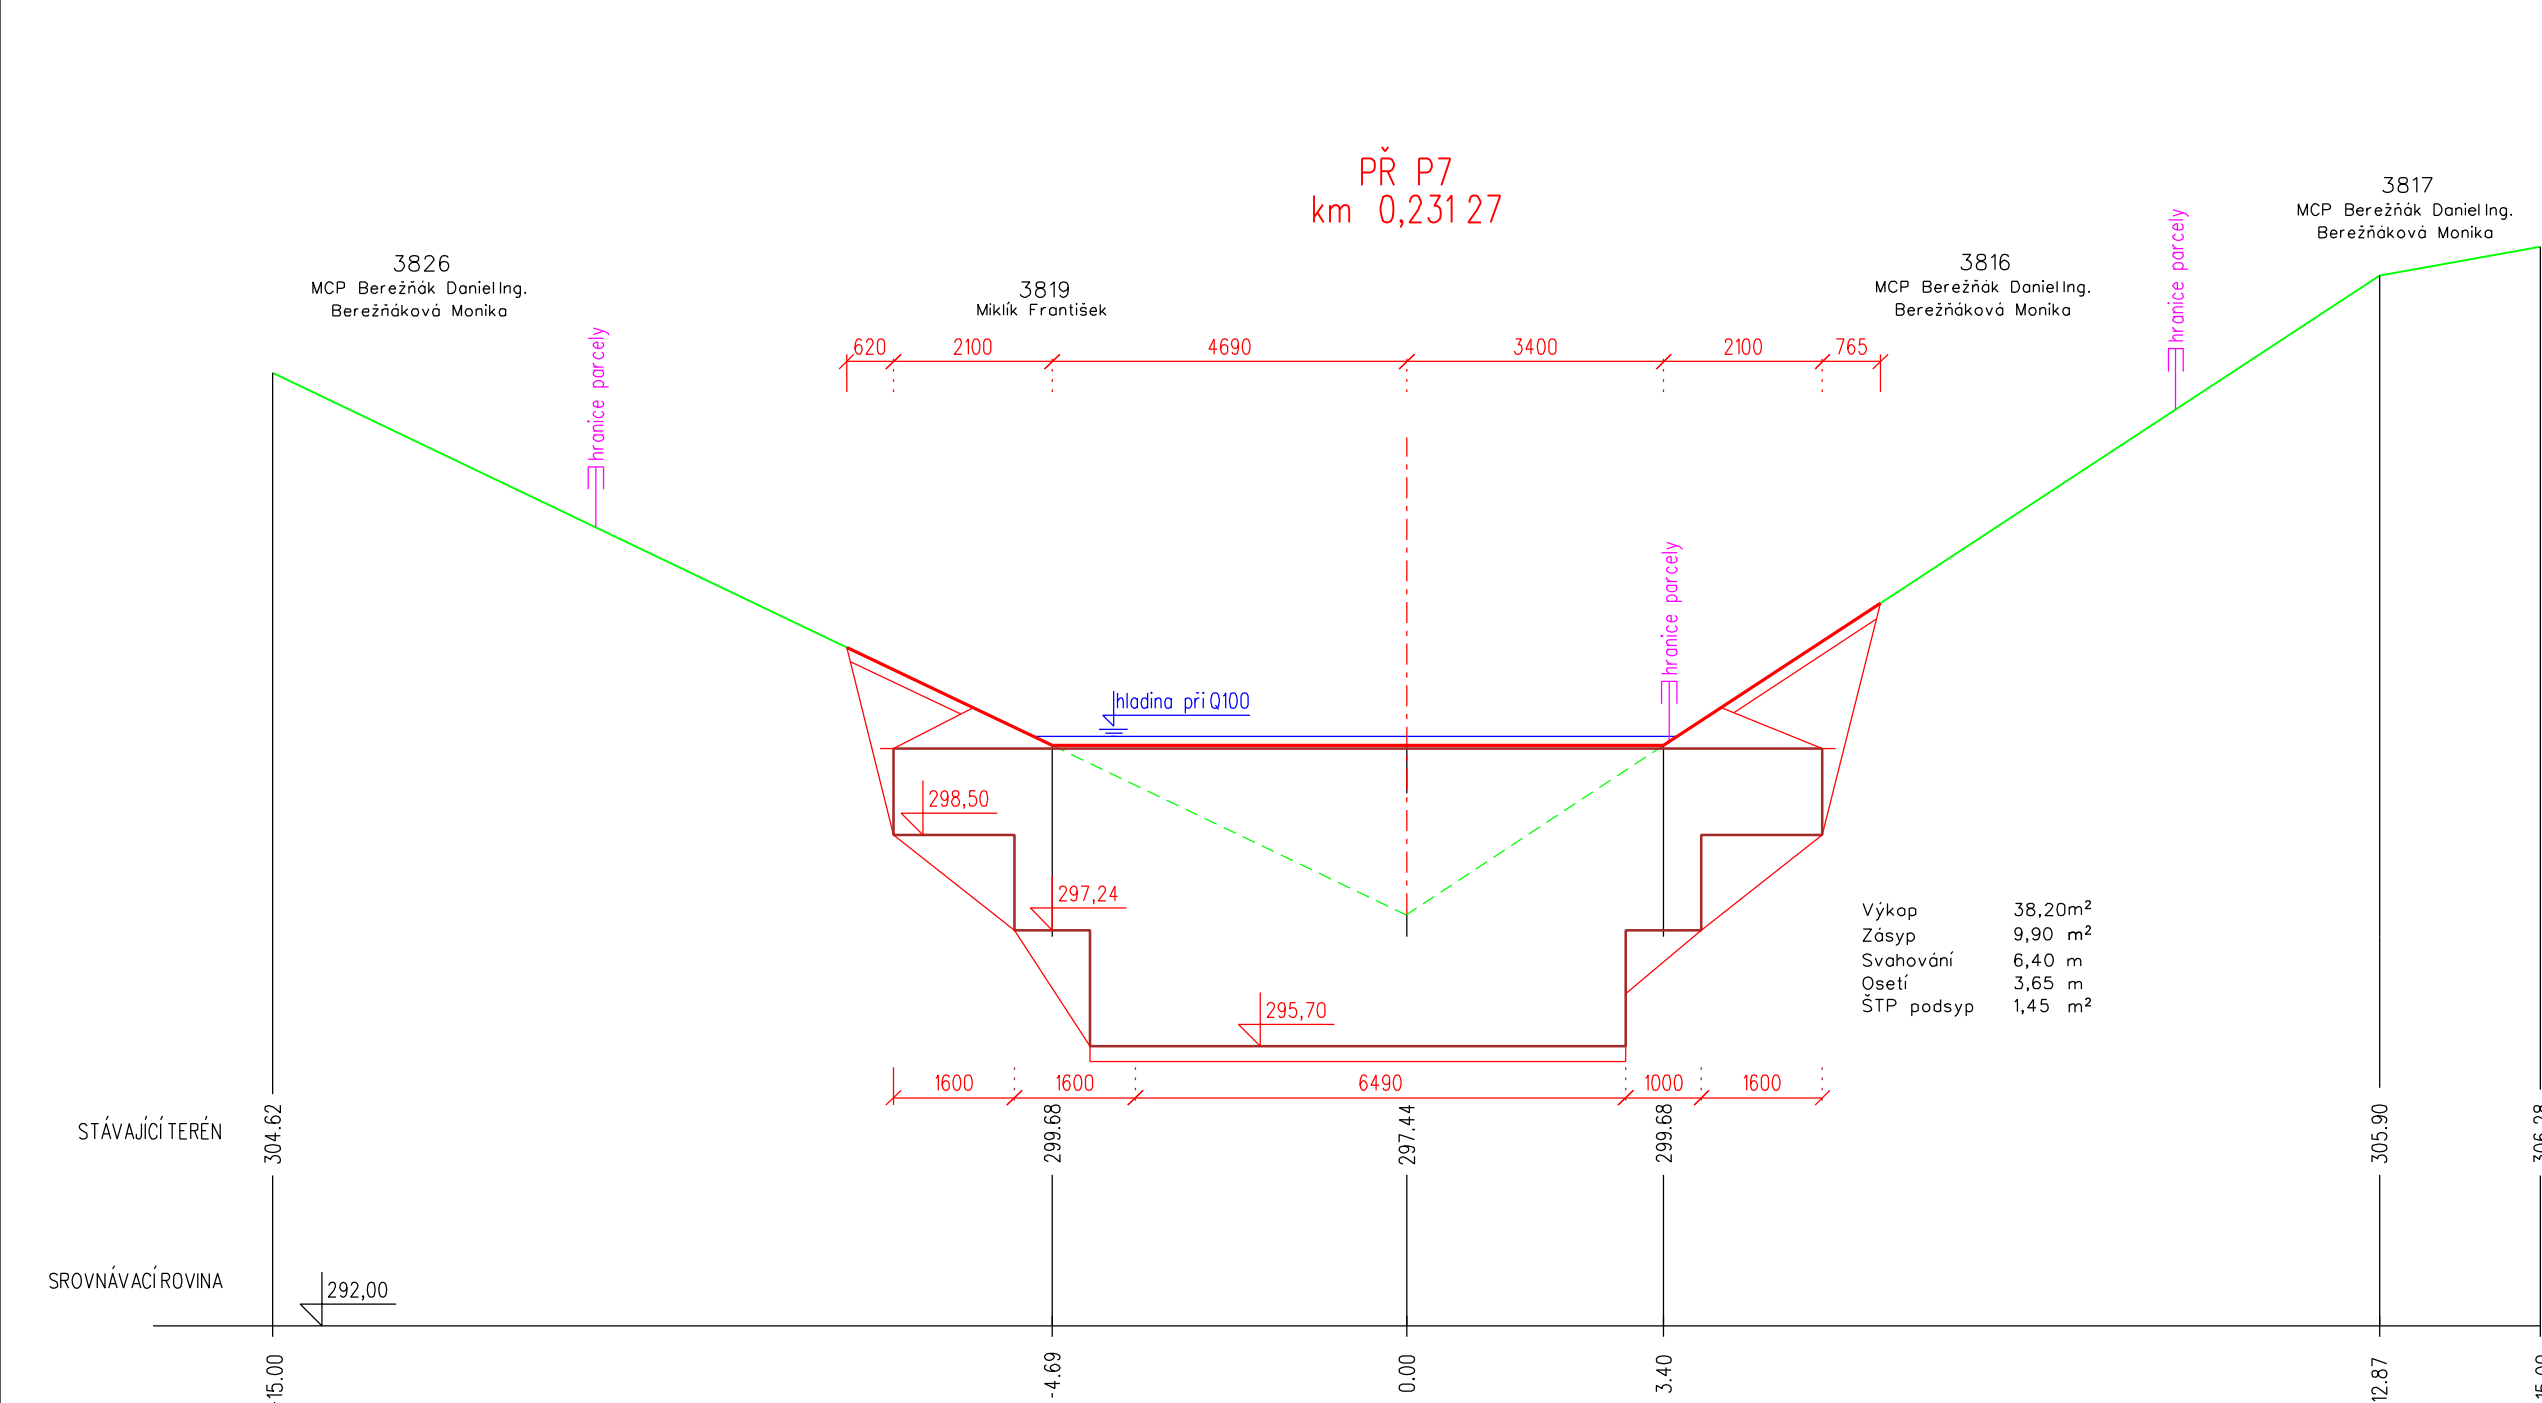 PŘ P7
km 0,231 27
3817
MCP Berežňák Daniel Ing.
Berežňáková Monika
3826
MCP Berežňák Daniel Ing.
Berežňáková Monika
3819
Miklík František
3816
MCP Berežňák Daniel Ing.
Berežňáková Monika
hranice parcely
hranice parcely
hranice parcely
620 2100 4690 3400 2100 765
hladina při Q100
298,50
297,24
295,70
Výkop 38,20m²
Zásyp 9,90 m²
Svahování 6,40 m
Osetí 3,65 m
ŠTP podsyp 1,45 m²
1600 1600 6490 1000 1600
STÁVAJÍCÍ TERÉN 304.62 299.68 297.44 299.68 305.90
SROVNÁVACÍ ROVINA
292,00
-15.00 -4.69 0.00 3.40 12.87